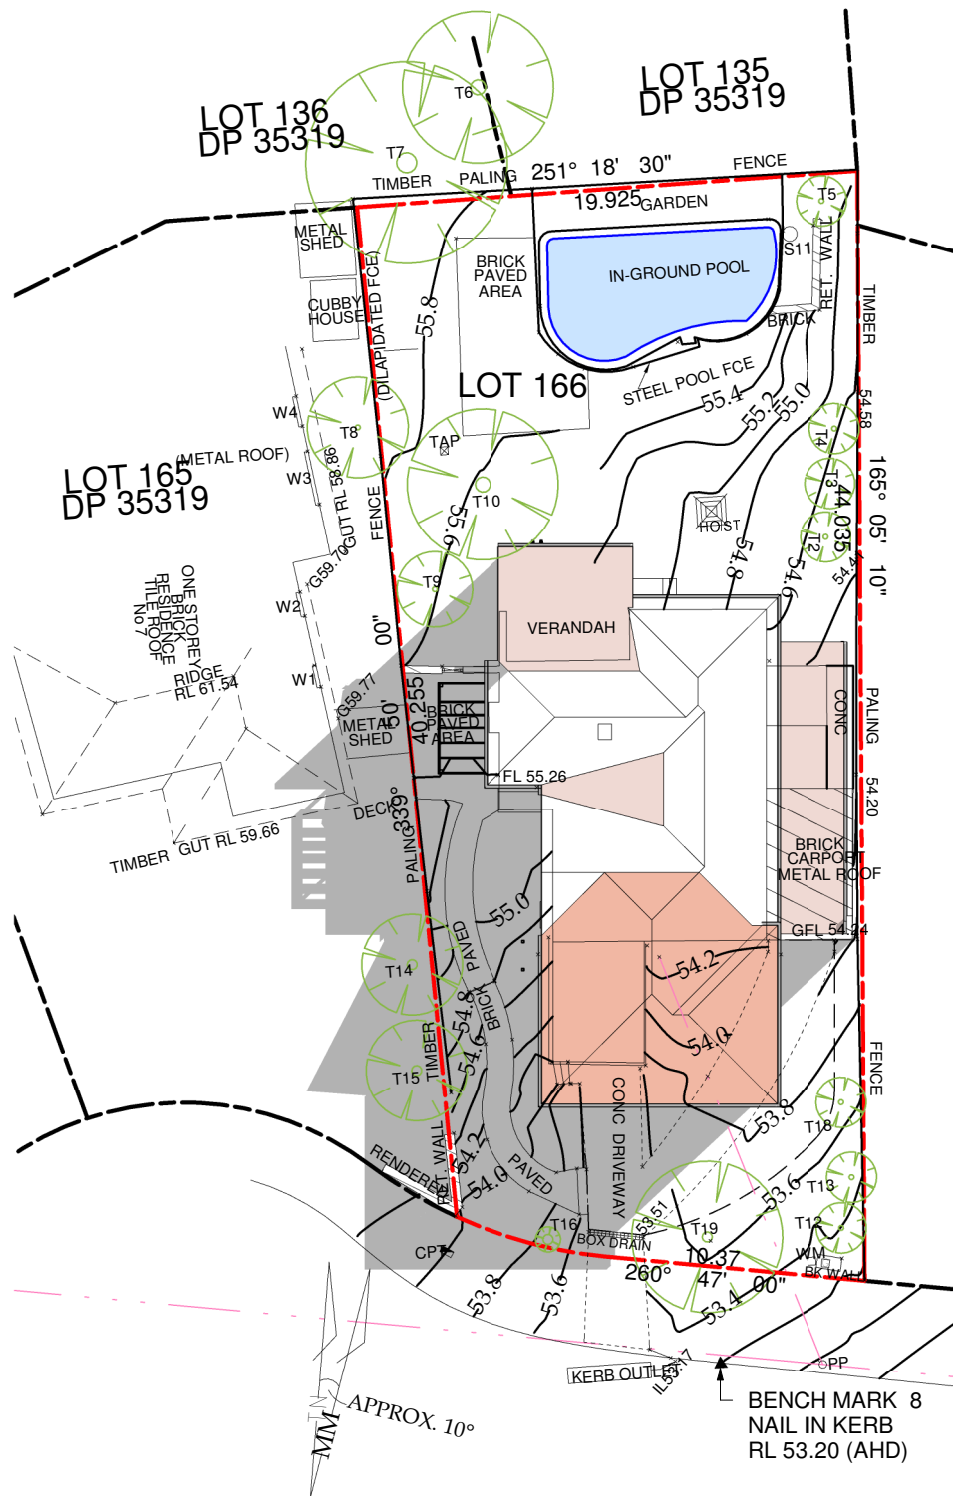 LOT 135
DP 35319
LOT 136
DP 35319
T6
T7
TIMBER
PALING
251° 18' 30"
FENCE
19.925
GARDEN
T5
METAL
SHED
CUBBY
HOUSE
(DILAPIDATED FCE)
55.8
BRICK
PAVED
AREA
IN-GROUND POOL
S11
RET. WALL
BRICK
TIMBER
STEEL POOL FCE
LOT 166
55.4
55.2
55.0
54.58
W4
T8
TAP
T4
(METAL ROOF)
GUT RL 58.86
LOT 165
DP 35319
W3
T3
165° 05' 10"
44.035
FENCE
T10
55.6
HOIST
T2
54.8
54.6
54.41
G59.70
T9
ONE STOREY
BRICK
RESIDENCE
TILE ROOF
No 7
W2
VERANDAH
339° 50' 00"
40.255
RIDGE
RL 61.54
W1
G59.77
METAL
SHED
BRICK
PAVED
AREA
CONC
PALING
FL 55.26
54.20
DECK
TIMBER
GUT RL 59.66
PALING
BRICK
CARPORT
METAL ROOF
GFL 54.24
55.0
PAVED
BRICK
T14
54.2
54.0
54.8
54.6
TIMBER
T15
FENCE
CONC DRIVEWAY
53.8
T18
RET. WALL
RENDERED
54.2
54.0
PAVED
53.6
T13
T16
53.51
T19
T12
BOX DRAIN
CPT
WM
BK WALL
10.37
260° 47' 00"
53.8
53.6
53.4
PP
KERB OUTLET
IL53.17
APPROX. 10°
MM
N
BENCH MARK 8
NAIL IN KERB
RL 53.20 (AHD)